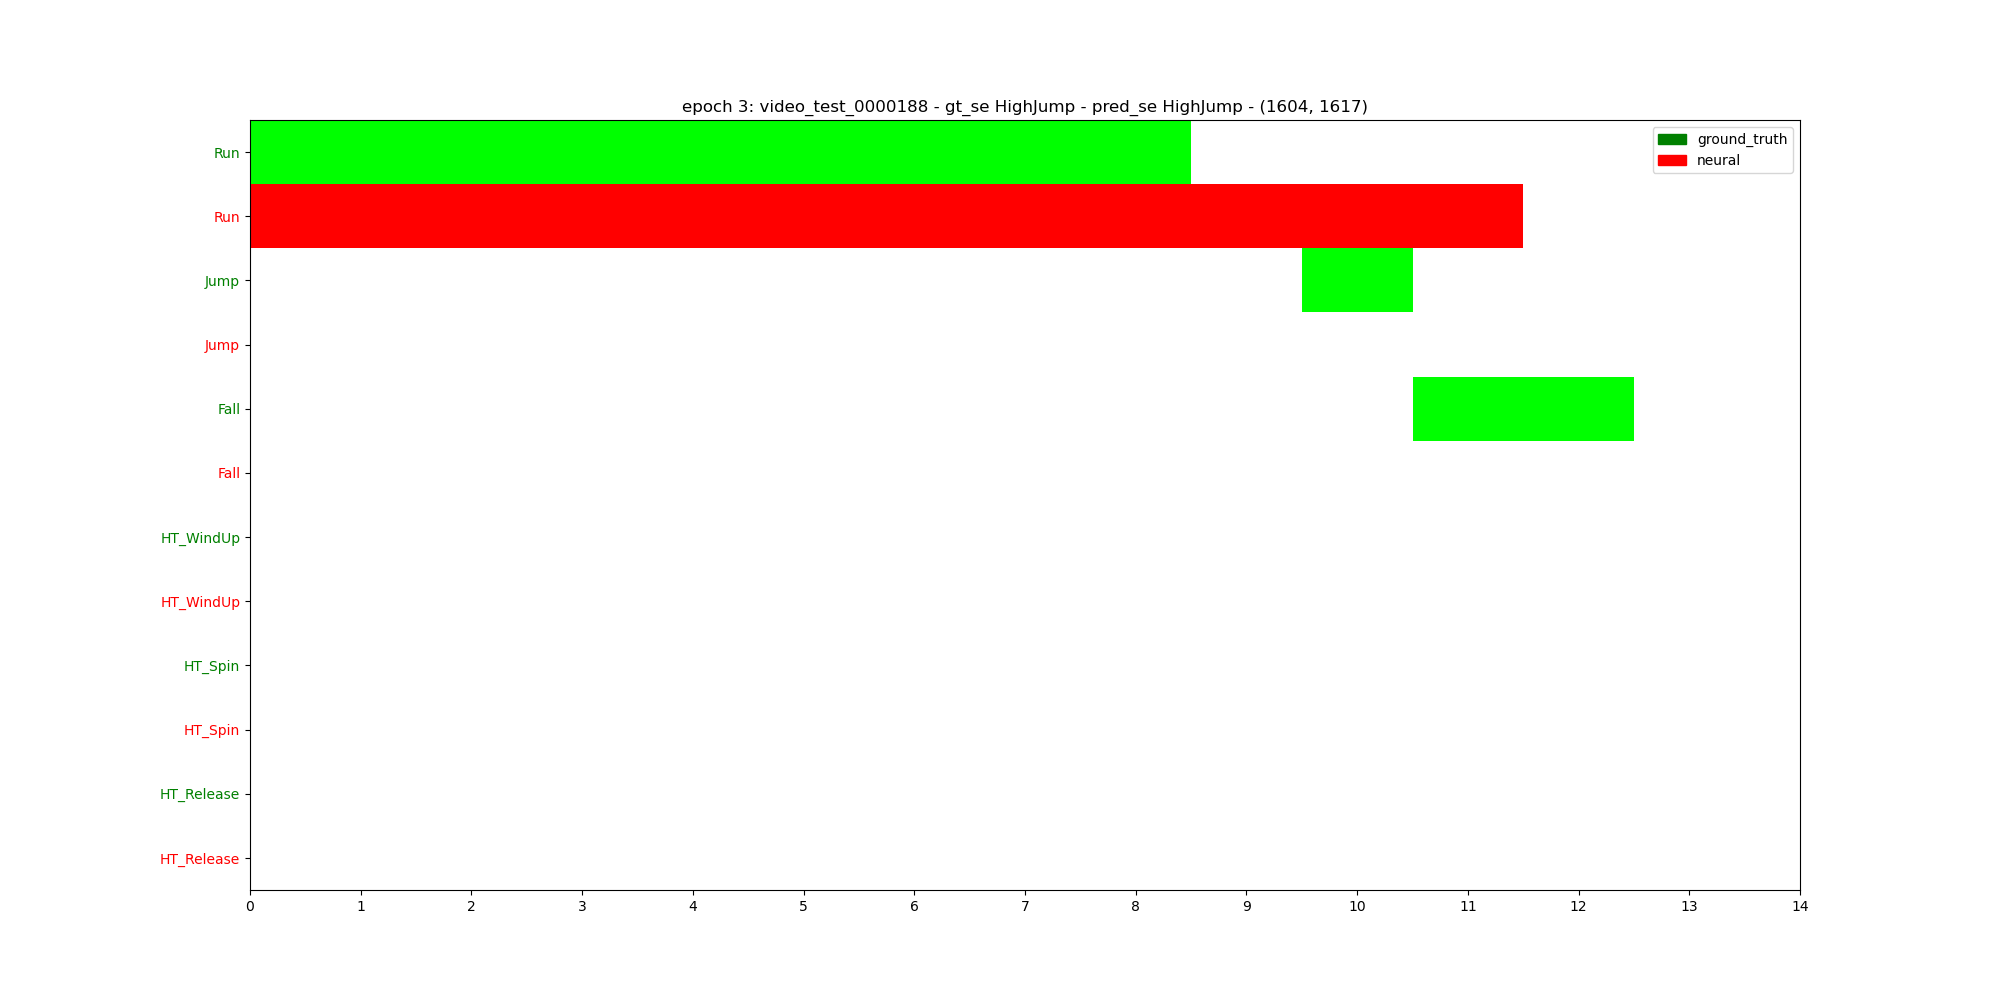 epoch 3: video_test_0000188 - gt_se HighJump - pred_se HighJump - (1604, 1617)
ground_truth
neural
Run
Run
Jump
Jump
Fall
Fall
HT_WindUp
HT_WindUp
HT_Spin
HT_Spin
HT_Release
HT_Release
0 1 2 3 4 5 6 7 8 9 10 11 12 13 14